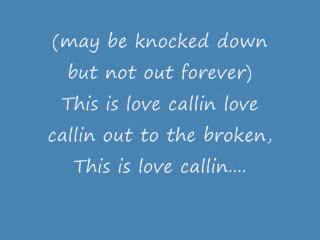 (may be knocked down
but not out forever)
This is love callin love
callin out to the broken,
This is love callin....